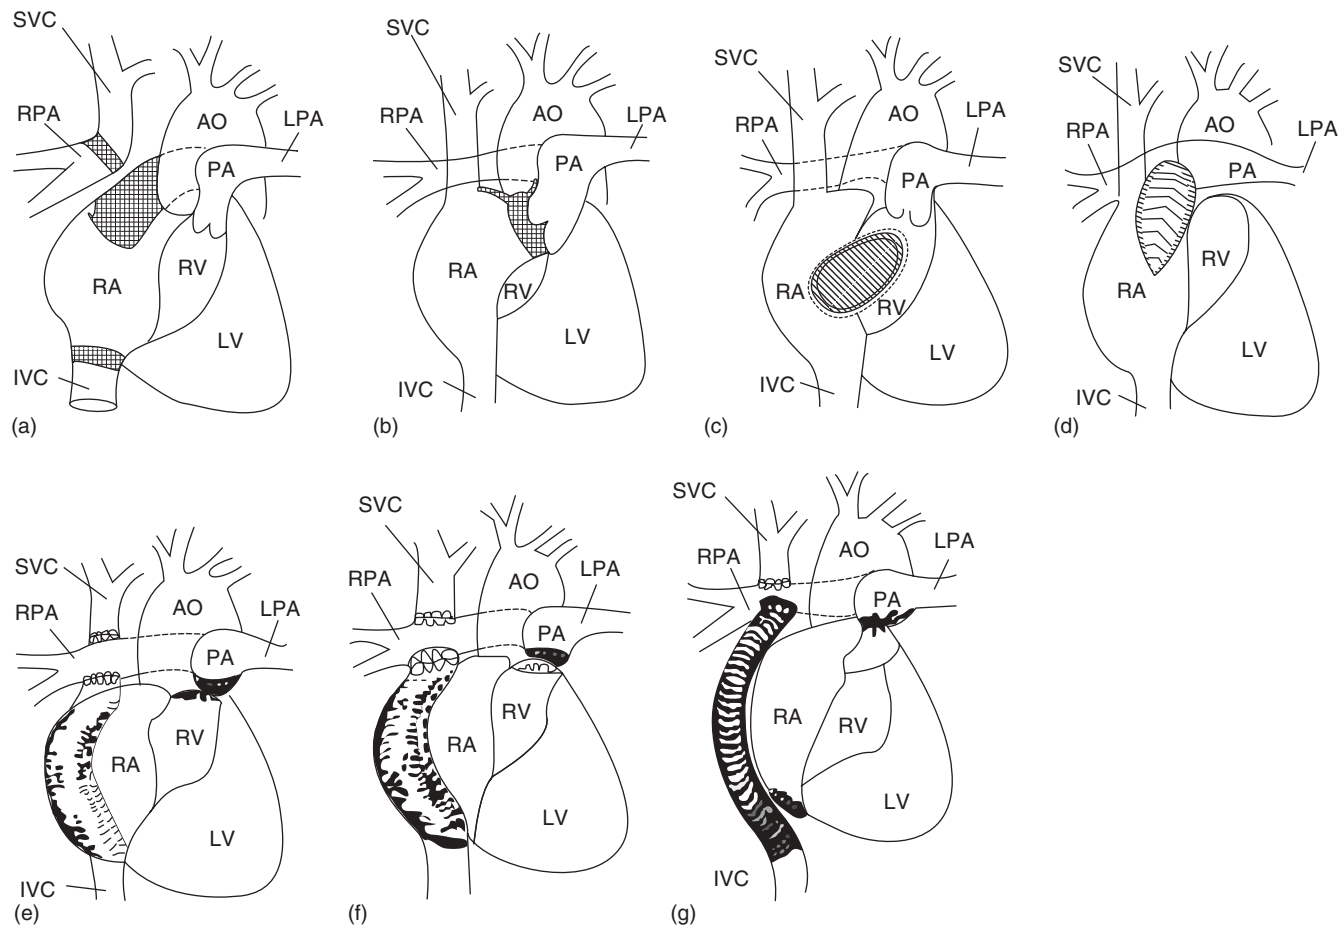 SVC
RPA
AO
LPA
PA
RA
RV
LV
IVC
(a)
SVC
RPA
AO
LPA
PA
RA
RV
LV
IVC
(b)
SVC
RPA
AO
LPA
PA
RA
RV
LV
IVC
(c)
SVC
RPA
AO
LPA
PA
RA
RV
LV
IVC
(d)
SVC
RPA
AO
LPA
PA
RA
RV
LV
IVC
(e)
SVC
RPA
AO
LPA
PA
RA
RV
LV
(f)
SVC
RPA
AO
LPA
PA
RA
RV
LV
IVC
(g)